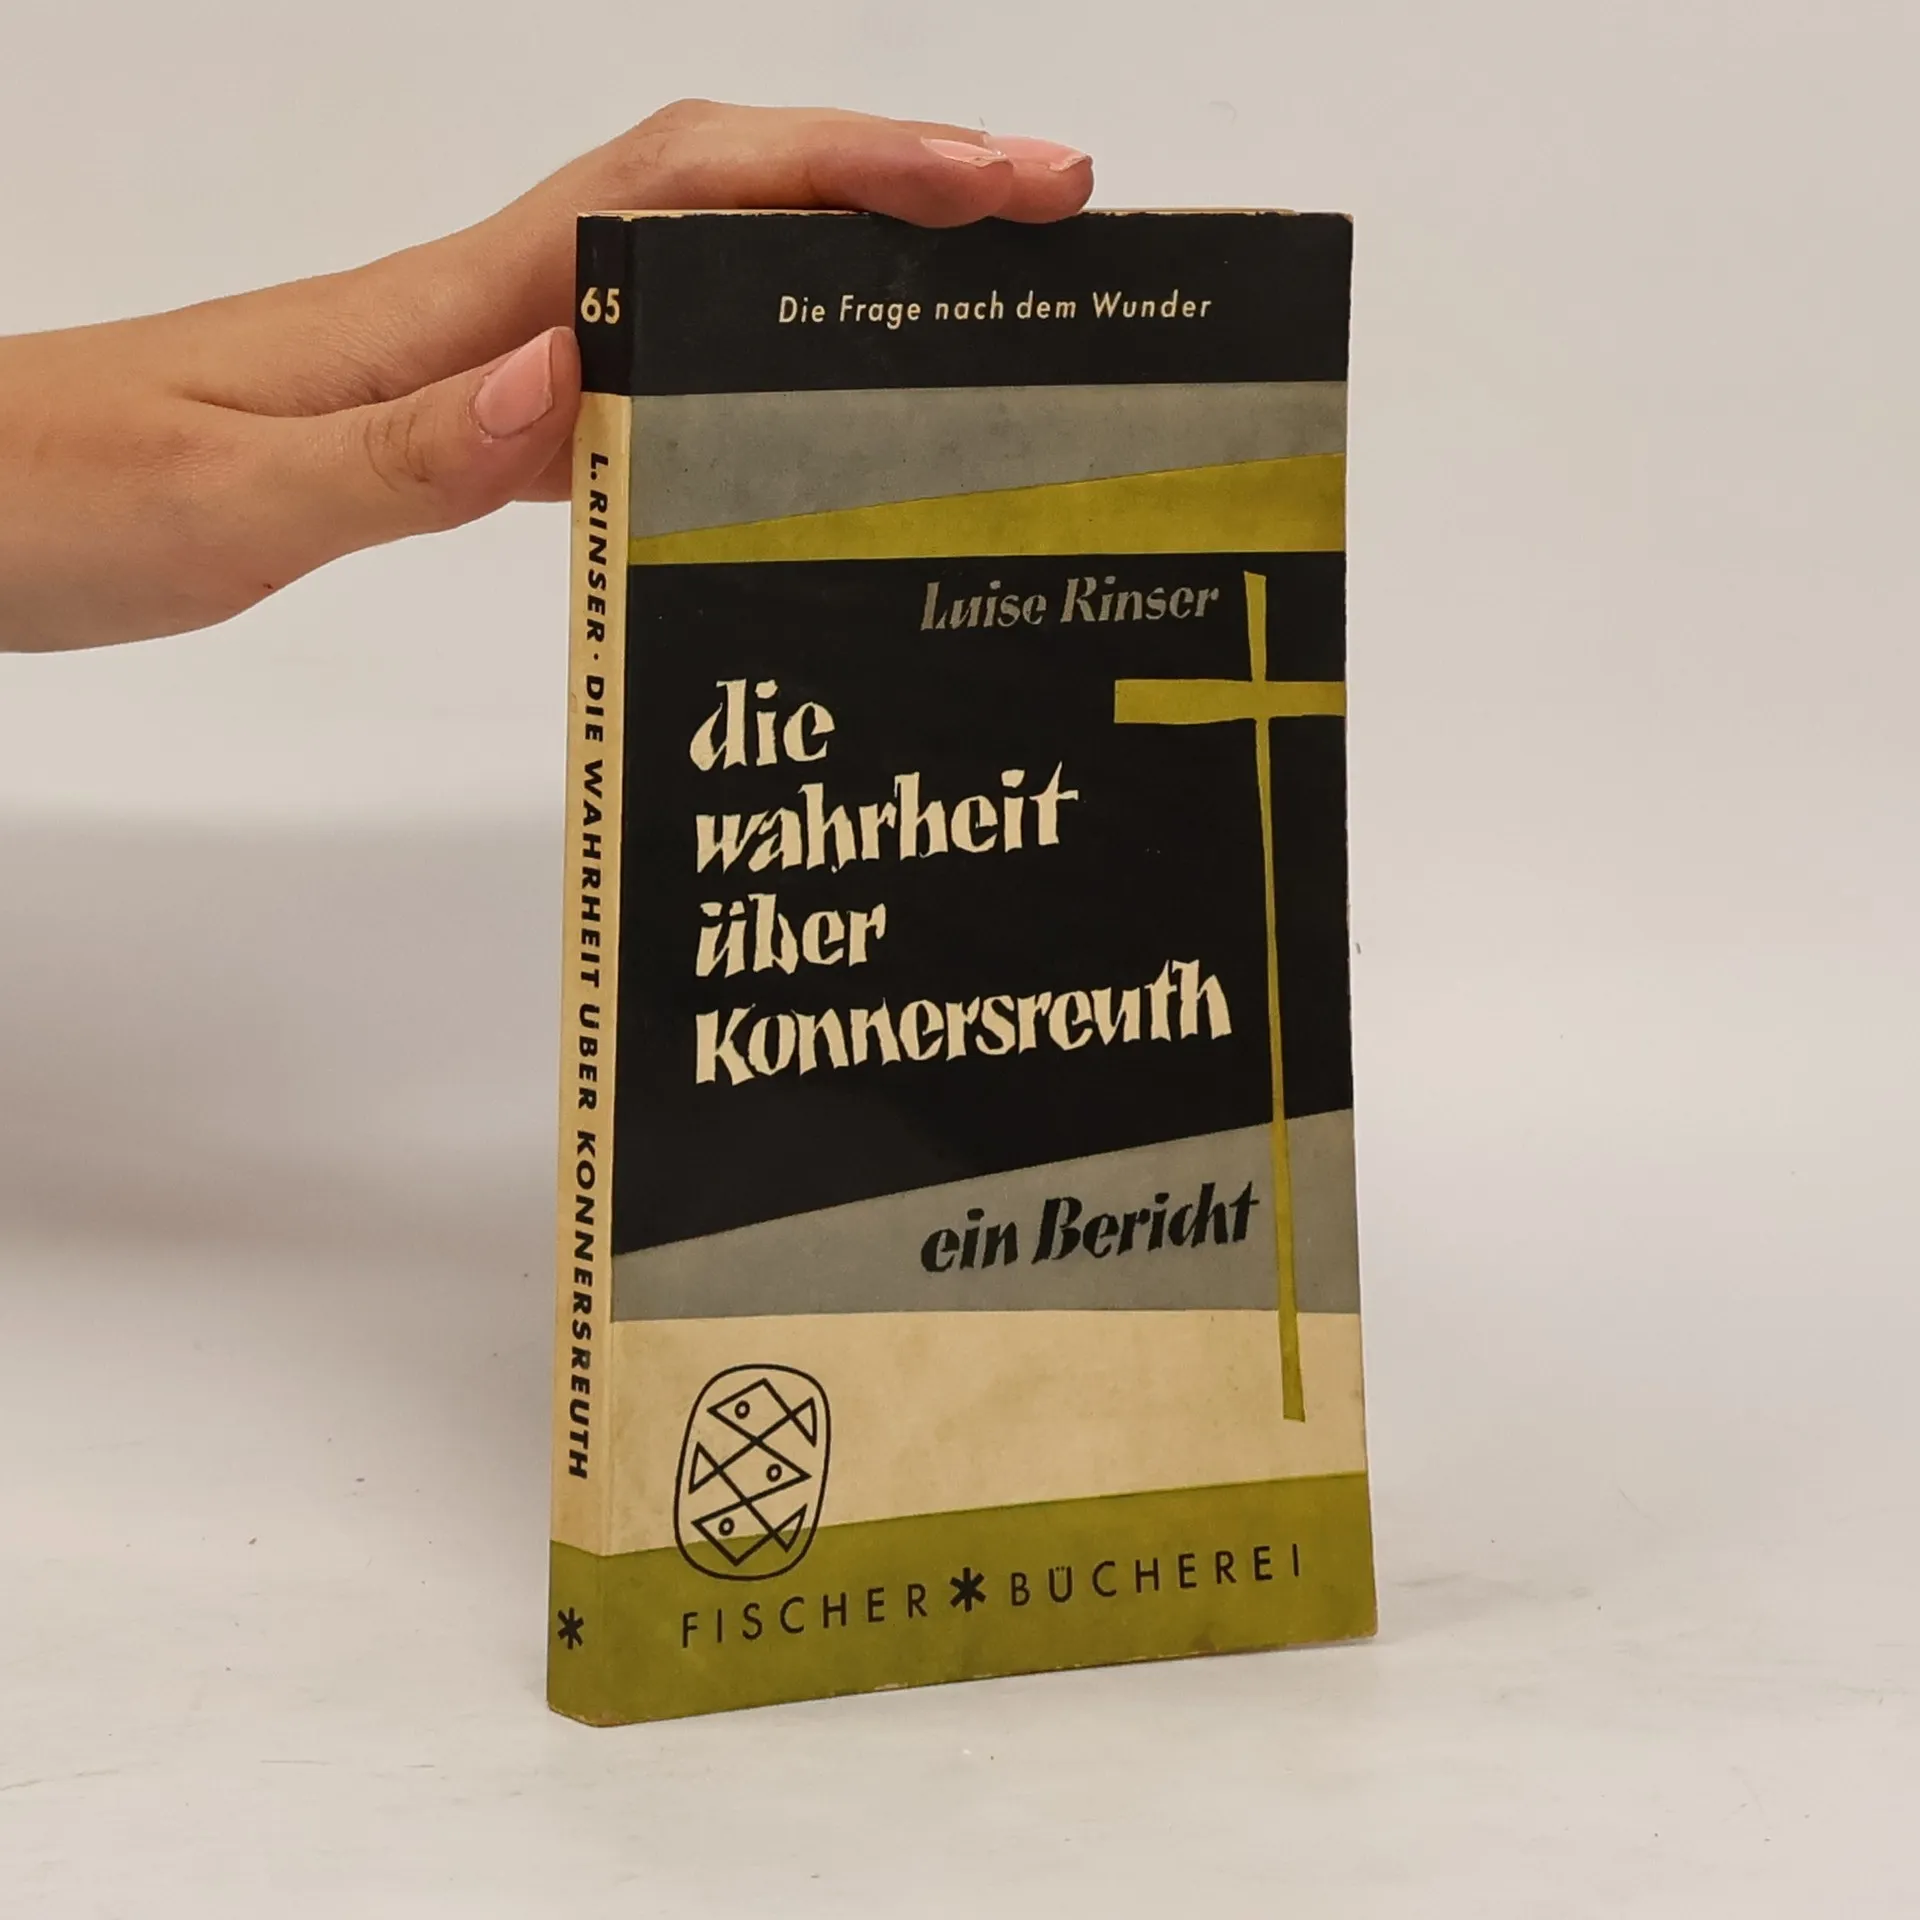 65
Die Frage nach dem Wunder
L. RINSER · DIE WAHRHEIT ÜBER KONNERSREUTH
Luise Rinser
die
wahrheit
über
Konnersreuth
ein Bericht
FISCHER * BÜCHEREI
*